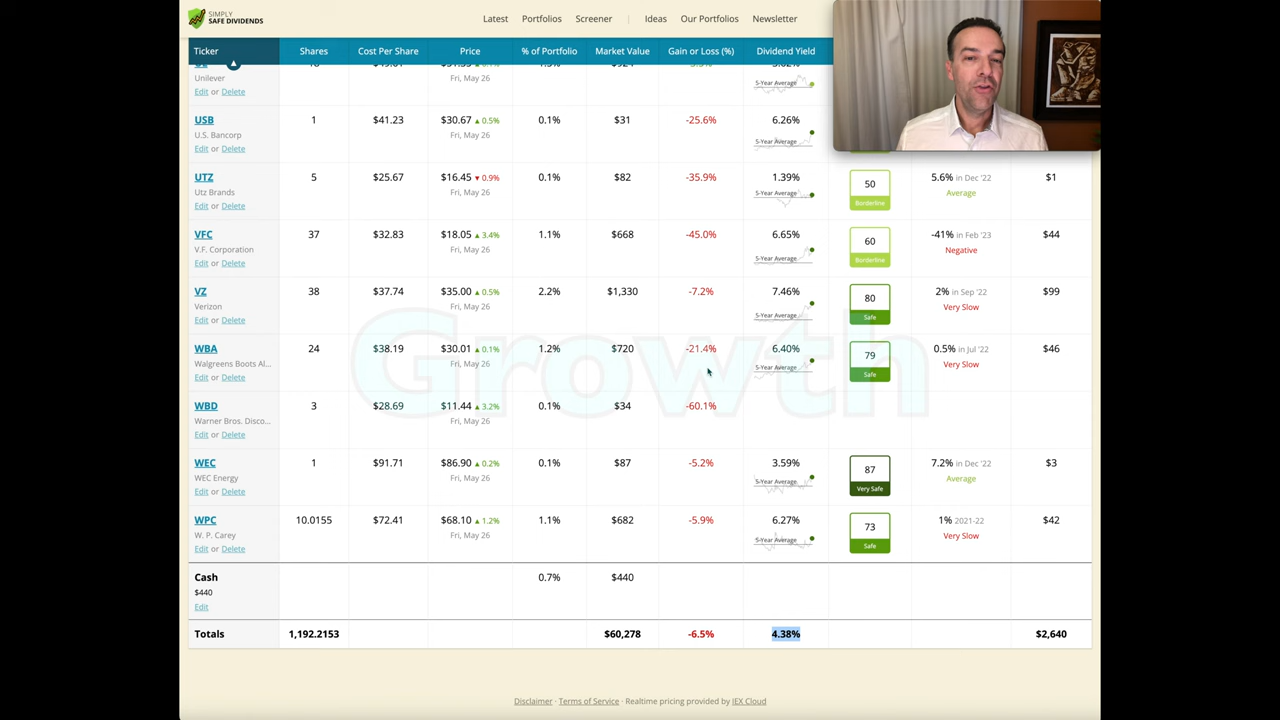 SIMPLY
SAFE DIVIDENDS
Latest Portfolios Screener Ideas Our Portfolios Newsletter
Ticker Shares Cost Per Share Price % of Portfolio Market Value Gain or Loss (%) Dividend Yield
Unilever
Fri, May 26
5-Year Average
Edit or Delete
USB 1 $41.23 $30.67 ▲ 0.5% 0.1% $31 -25.6% 6.26%
U.S. Bancorp Fri, May 26
5-Year Average
Edit or Delete
UTZ 5 $25.67 $16.45 ▼ 0.9% 0.1% $82 -35.9% 1.39% 50 5.6% in Dec '22 $1
Utz Brands Fri, May 26 5-Year Average Average
Edit or Delete Borderline
VFC 37 $32.83 $18.05 ▲ 3.4% 1.1% $668 -45.0% 6.65% 60 -41% in Feb '23 $44
V.F. Corporation Fri, May 26 Negative
Edit or Delete 5-Year Average Borderline
VZ 38 $37.74 $35.00 ▲ 0.5% 2.2% $1,330 -7.2% 7.46% 80 2% in Sep '22 $99
Verizon Fri, May 26 Very Slow
Edit or Delete 5-Year Average Safe
Growth
WBA 24 $38.19 $30.01 ▲ 0.1% 1.2% $720 -21.4% 6.40% 79 0.5% in Jul '22 $46
Walgreens Boots Al... Fri, May 26 5-Year Average Very Slow
Edit or Delete Safe
WBD 3 $28.69 $11.44 ▲ 3.2% 0.1% $34 -60.1%
Warner Bros. Disco... Fri, May 26
Edit or Delete
WEC 1 $91.71 $86.90 ▲ 0.2% 0.1% $87 -5.2% 3.59% 87 7.2% in Dec '22 $3
WEC Energy Fri, May 26 5-Year Average Average
Edit or Delete Very Safe
WPC 10.0155 $72.41 $68.10 ▲ 1.2% 1.1% $682 -5.9% 6.27% 73 1% 2021-22 $42
W. P. Carey Fri, May 26 5-Year Average Very Slow
Edit or Delete Safe
Cash 0.7% $440
$440
Edit
Totals 1,192.2153 $60,278 -6.5% 4.38% $2,640
Disclaimer · Terms of Service · Realtime pricing provided by IEX Cloud